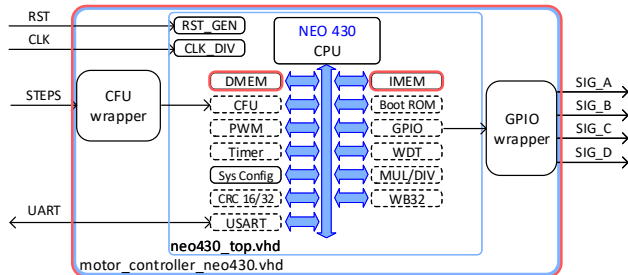 RST
CLK
STEPS
UART
RST_GEN
CLK_DIV
NEO 430
CPU
CFU
wrapper
DMEM
IMEM
CFU
Boot ROM
PWM
GPIO
Timer
WDT
Sys Config
MUL/DIV
CRC 16/32
WB32
USART
GPIO
wrapper
SIG_A
SIG_B
SIG_C
SIG_D
neo430_top.vhd
motor_controller_neo430.vhd